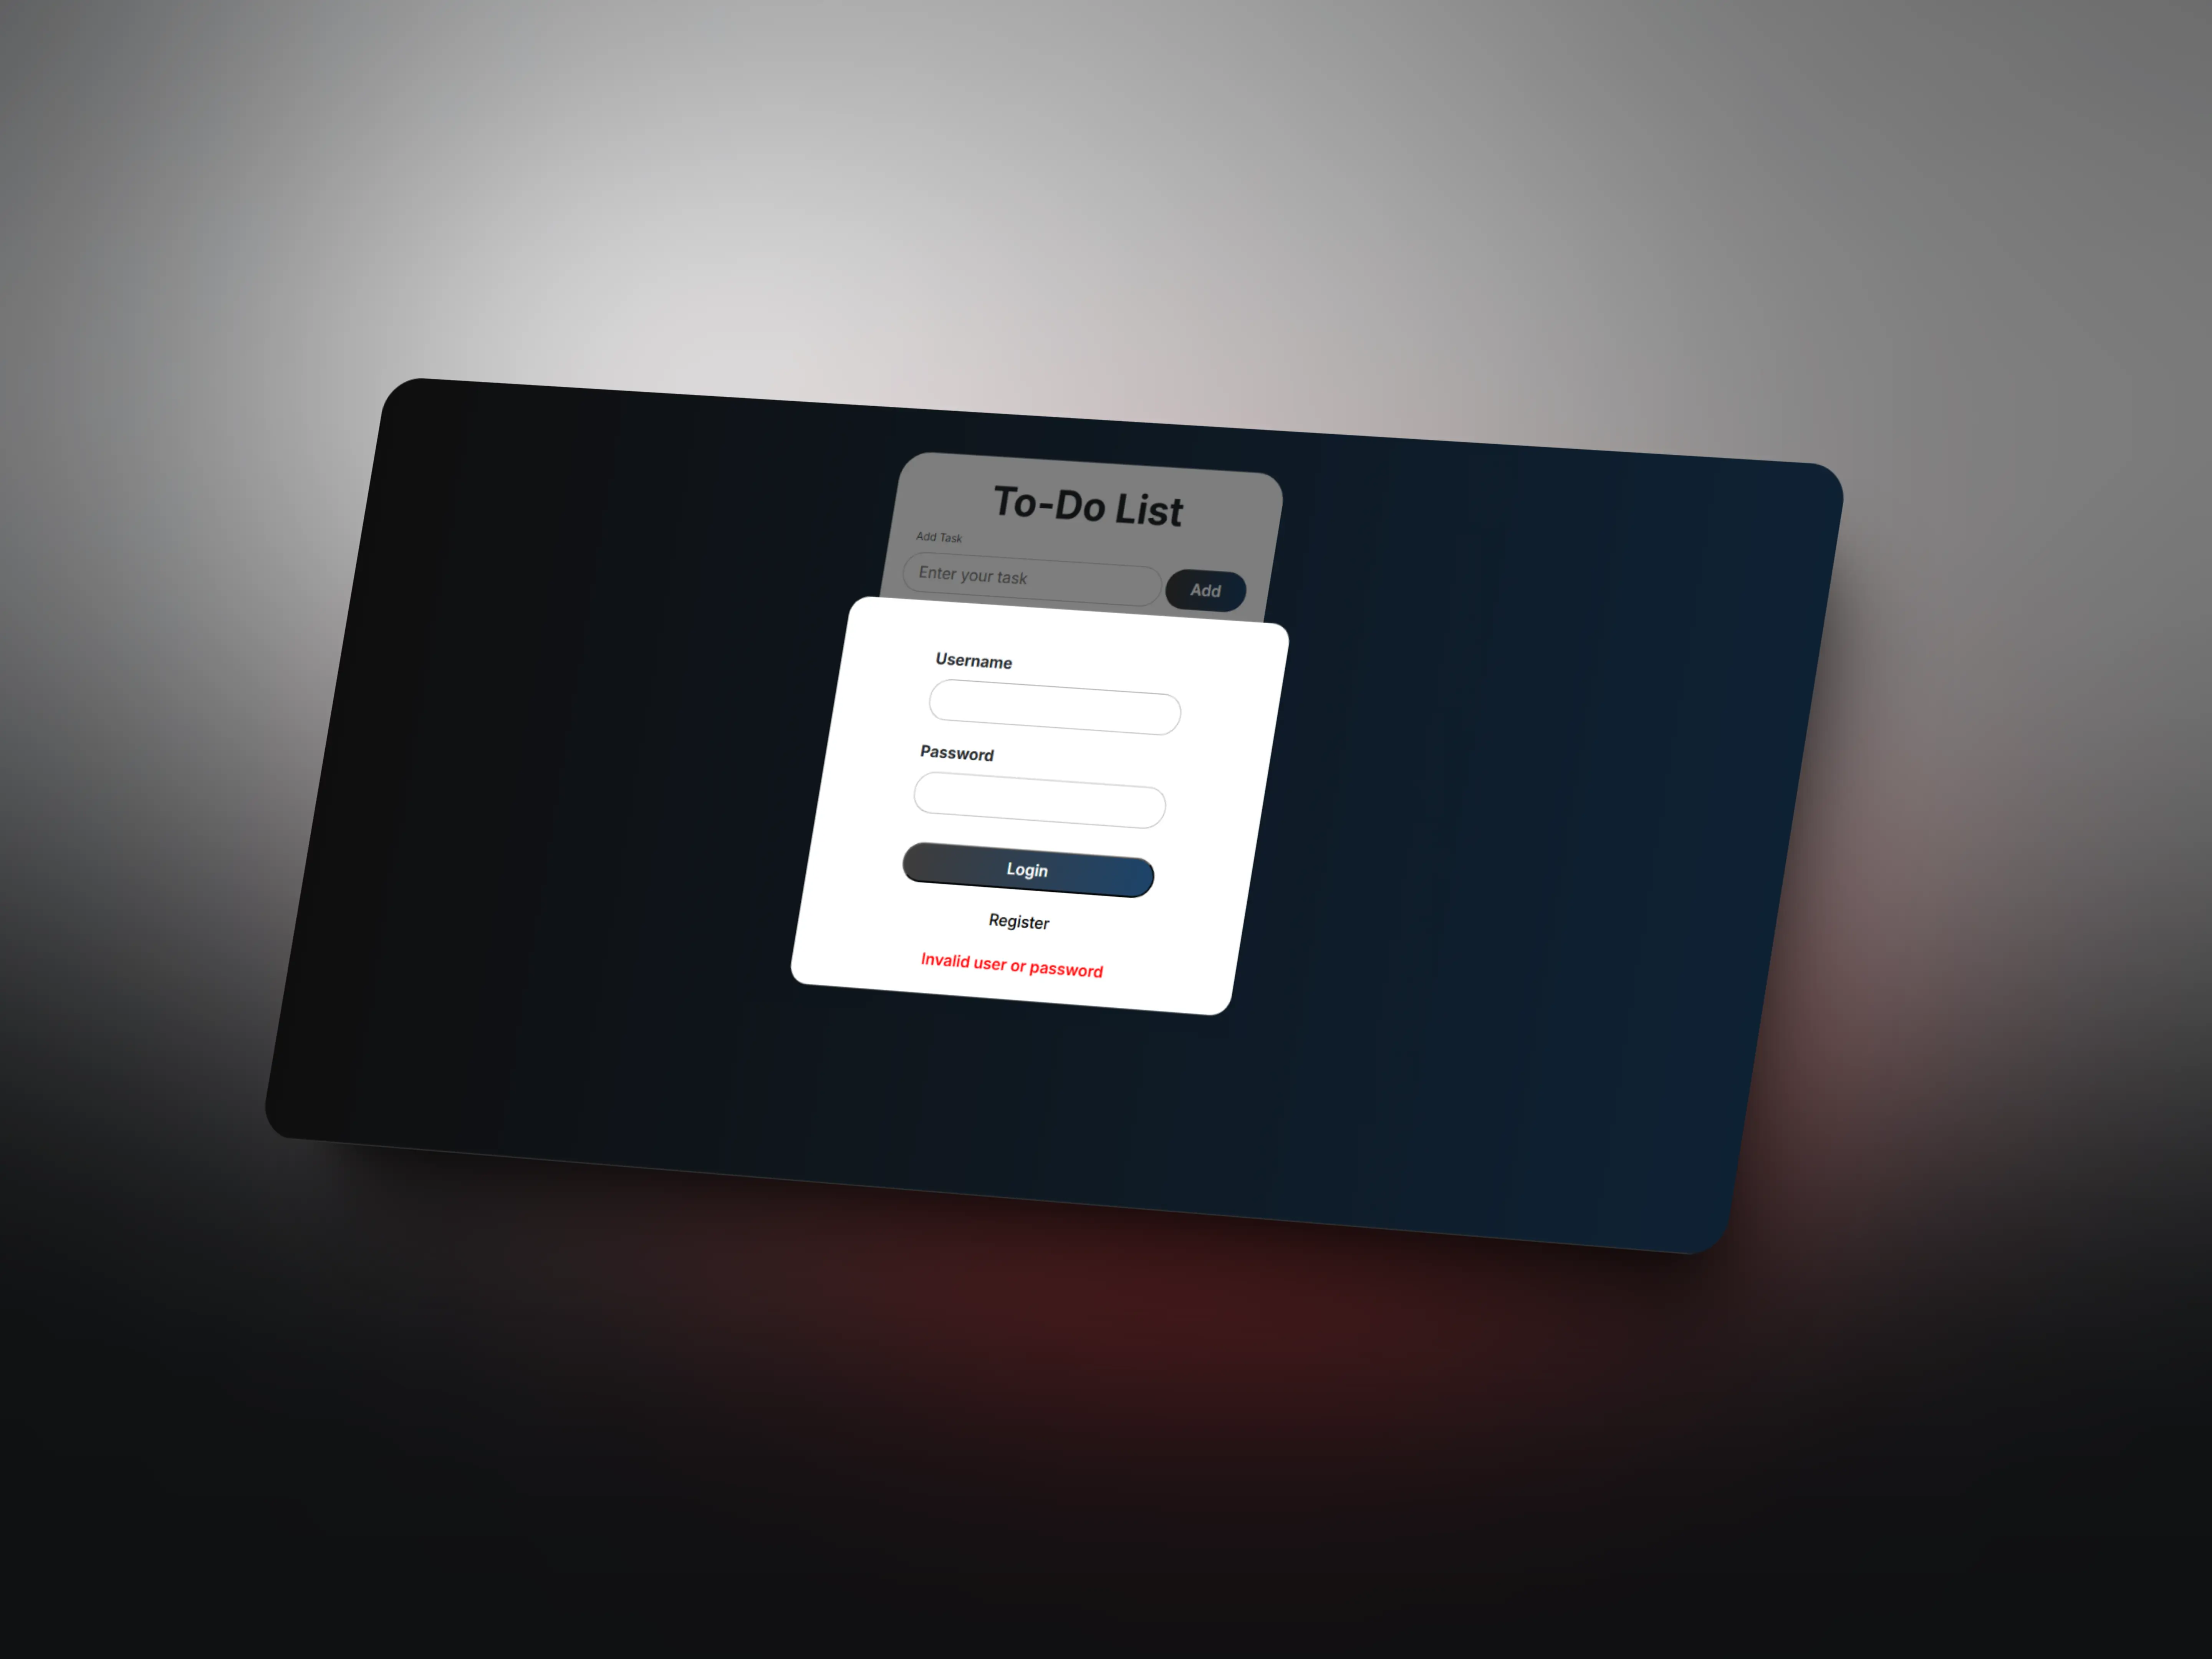 To-Do List
Add Task
Enter your task
Add
Username
Password
Login
Register
Invalid user or password